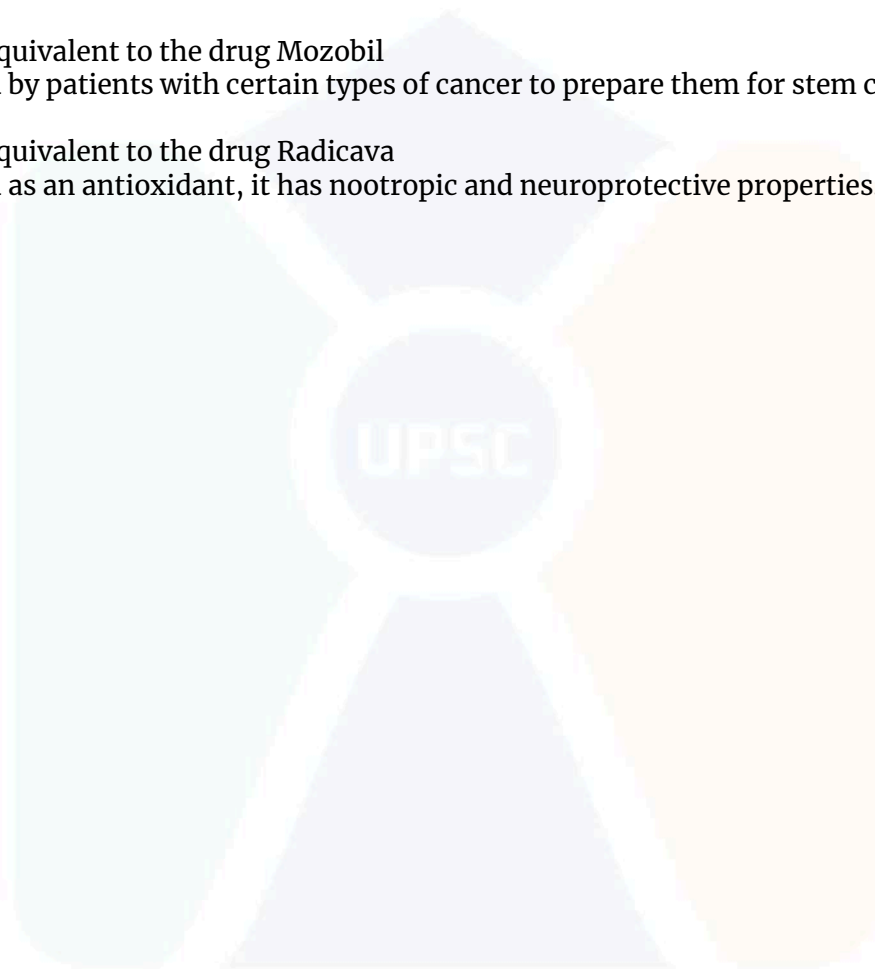 quivalent to the drug Mozobil
by patients with certain types of cancer to prepare them for stem c
quivalent to the drug Radicava
as an antioxidant, it has nootropic and neuroprotective properties
UPSC